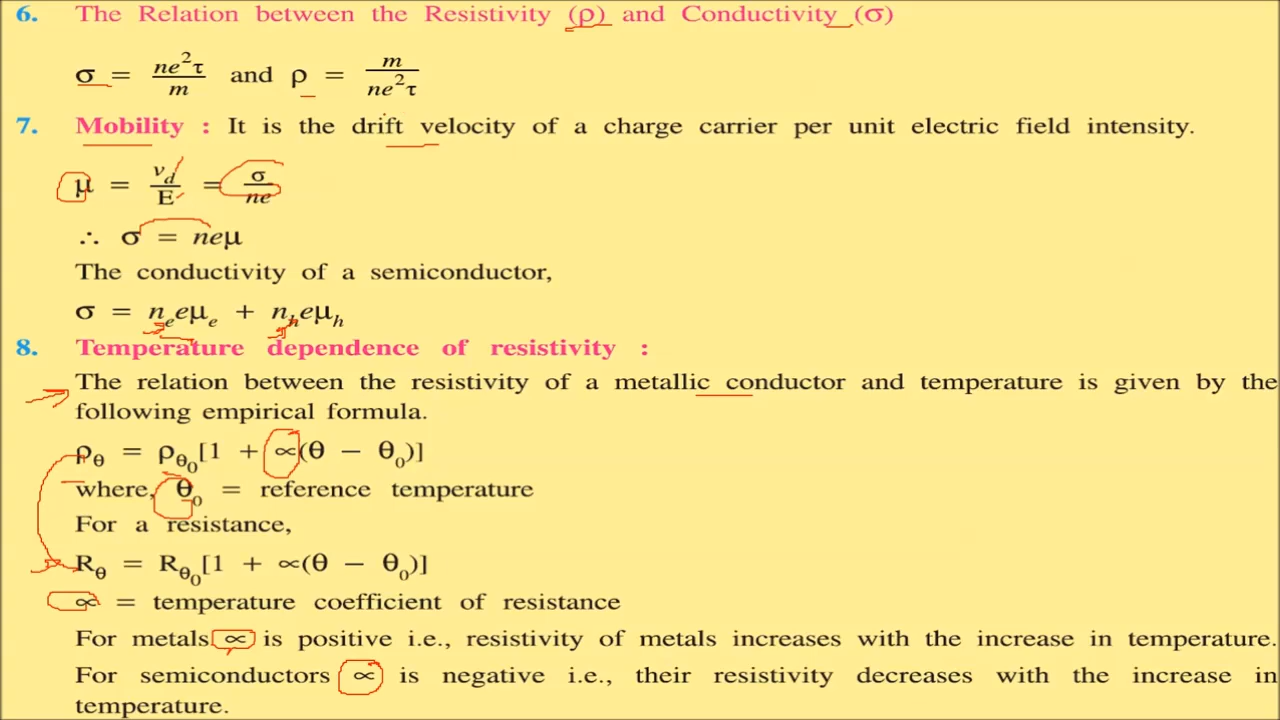 6. The Relation between the Resistivity (ρ) and Conductivity (σ)
σ = ne²τ/m and ρ = m/ne²τ
7. Mobility : It is the drift velocity of a charge carrier per unit electric field intensity.
μ = v_d/E = σ/ne
∴ σ = neμ
The conductivity of a semiconductor,
σ = n_e eμ_e + n_h eμ_h
8. Temperature dependence of resistivity :
The relation between the resistivity of a metallic conductor and temperature is given by the
following empirical formula.
ρ_θ = ρ_θ₀[1 + ∝(θ − θ₀)]
where, θ₀ = reference temperature
For a resistance,
R_θ = R_θ₀[1 + ∝(θ − θ₀)]
∝ = temperature coefficient of resistance
For metals ∝ is positive i.e., resistivity of metals increases with the increase in temperature.
For semiconductors ∝ is negative i.e., their resistivity decreases with the increase in
temperature.